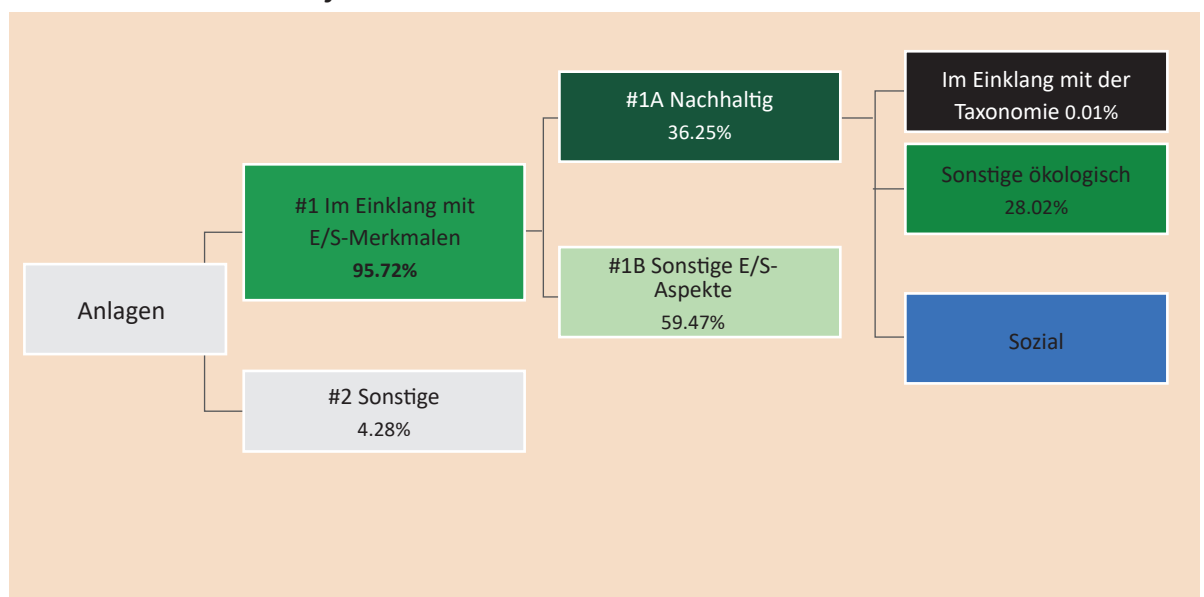 Anlagen
#1 Im Einklang mit
E/S-Merkmalen
95.72%
#2 Sonstige
4.28%
#1A Nachhaltig
36.25%
#1B Sonstige E/S-
Aspekte
59.47%
Im Einklang mit der
Taxonomie 0.01%
Sonstige ökologisch
28.02%
Sozial